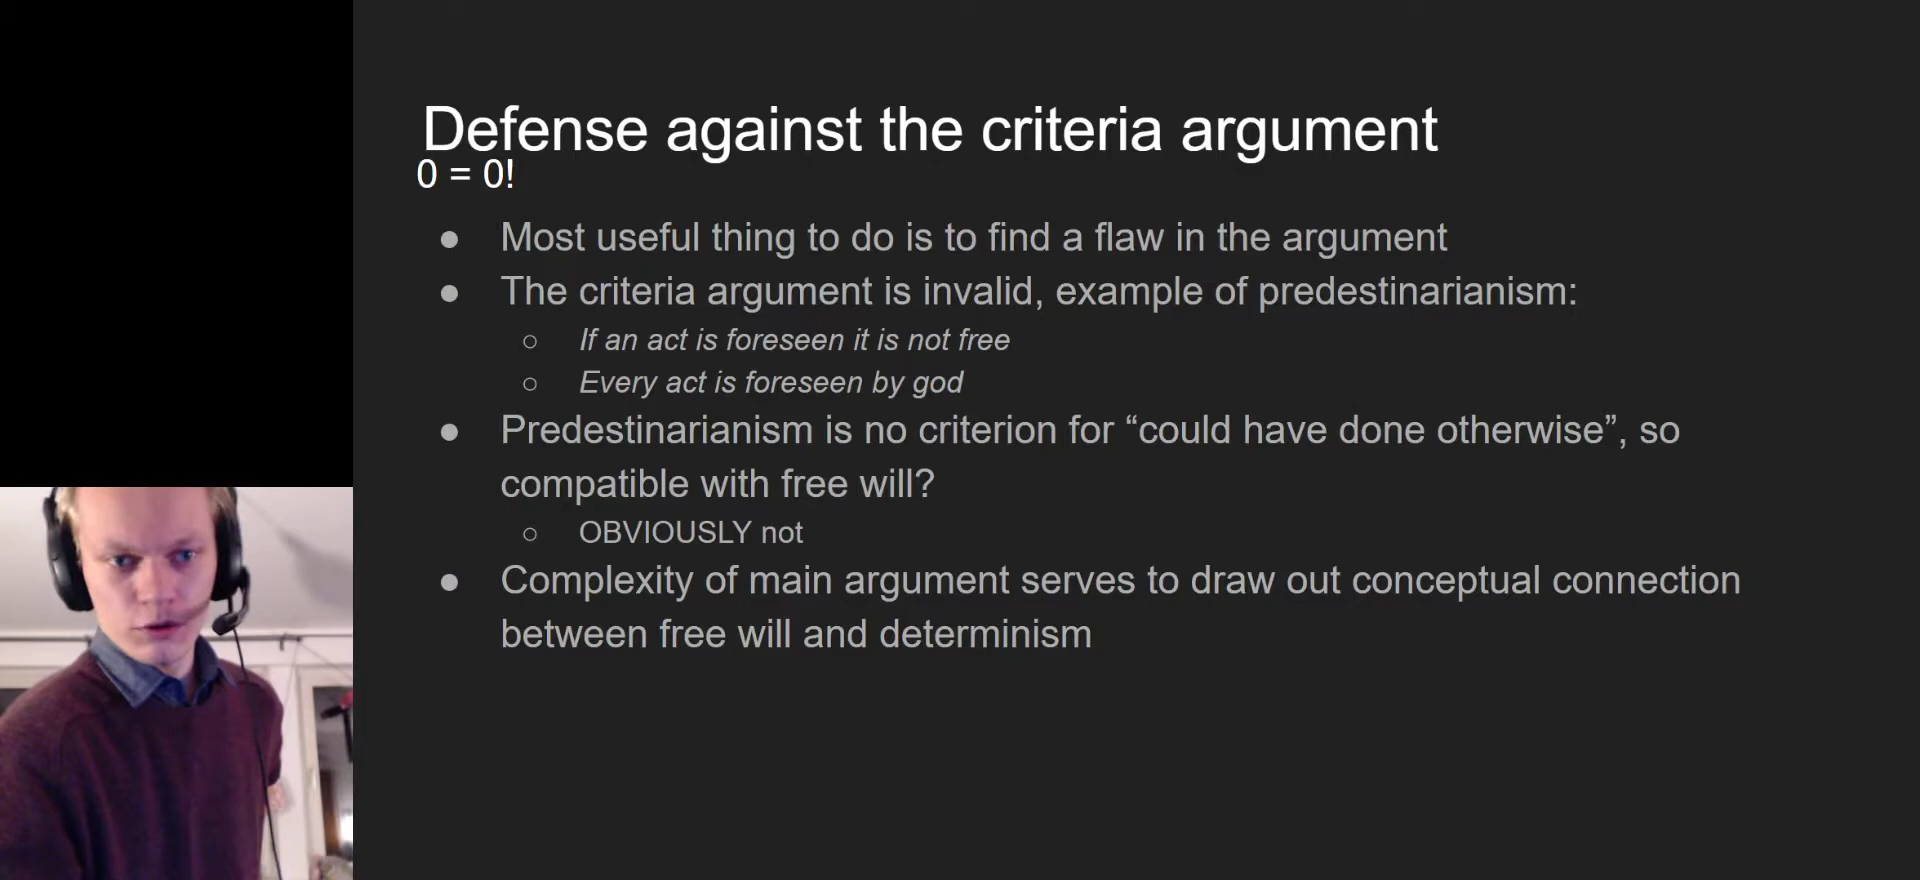 Defense against the criteria argument
0 = 0!
● Most useful thing to do is to find a flaw in the argument
● The criteria argument is invalid, example of predestinarianism:
○ If an act is foreseen it is not free
○ Every act is foreseen by god
● Predestinarianism is no criterion for “could have done otherwise”, so
compatible with free will?
○ OBVIOUSLY not
● Complexity of main argument serves to draw out conceptual connection
between free will and determinism